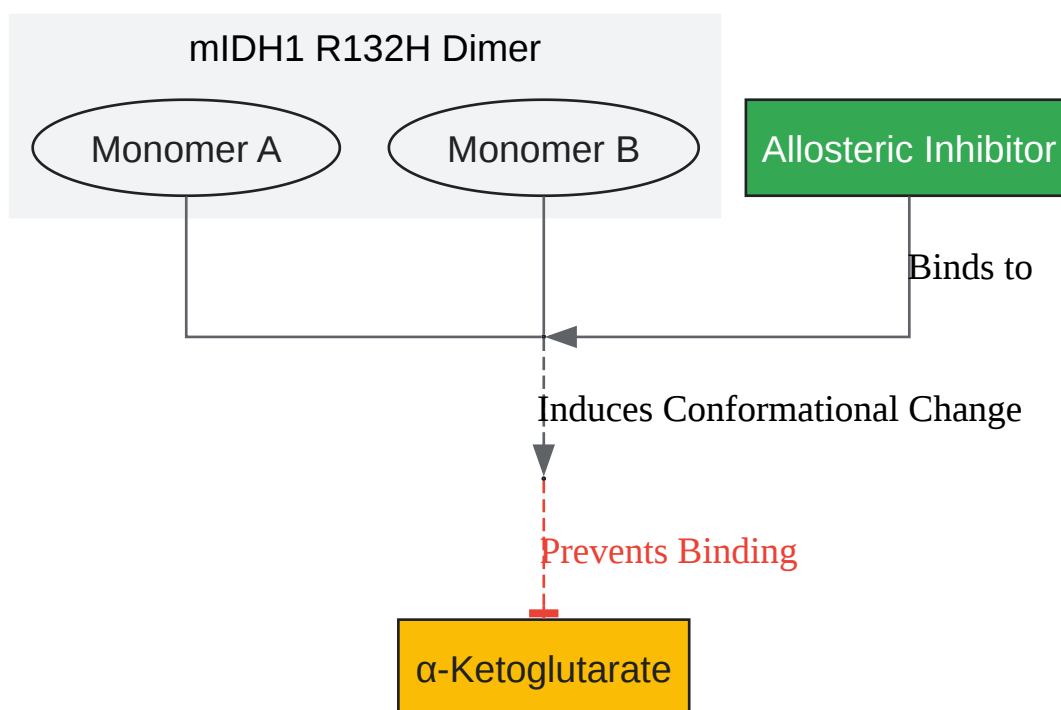 mIDH1 R132H Dimer
Monomer A
Monomer B
Allosteric Inhibitor
Binds to
Induces Conformational Change
Prevents Binding
α-Ketoglutarate